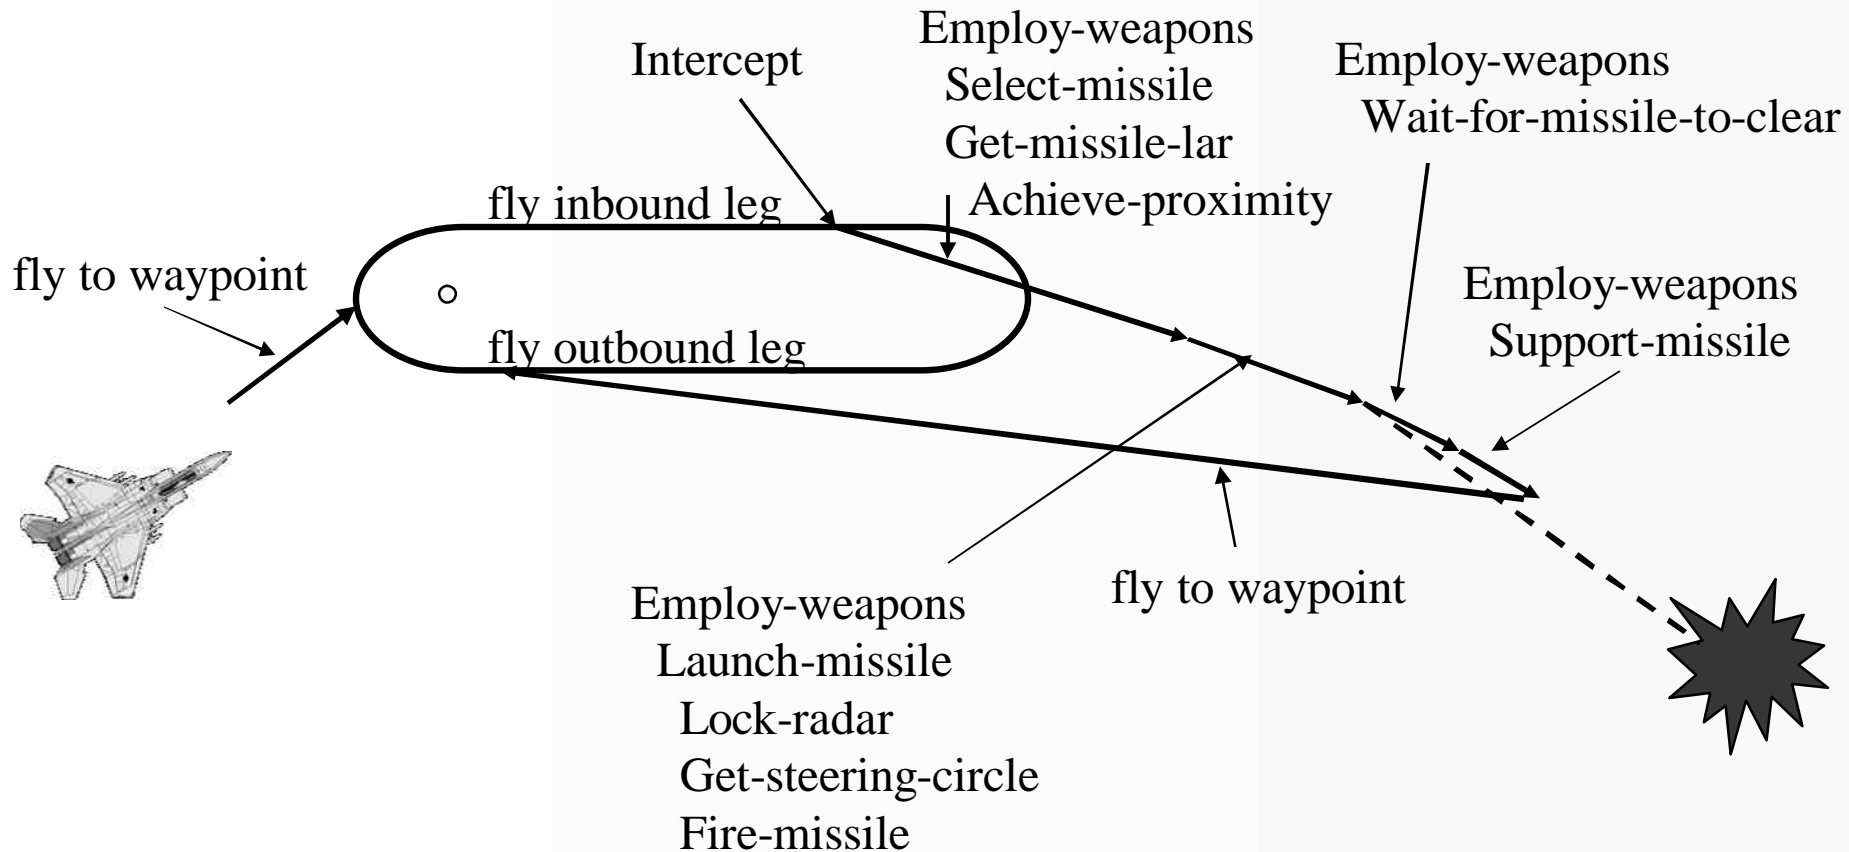 Intercept
Employ-weapons
Select-missile
Get-missile-lar
Achieve-proximity
Employ-weapons
Wait-for-missile-to-clear
fly inbound leg
fly to waypoint
fly outbound leg
Employ-weapons
Support-missile
Employ-weapons
Launch-missile
Lock-radar
Get-steering-circle
Fire-missile
fly to waypoint